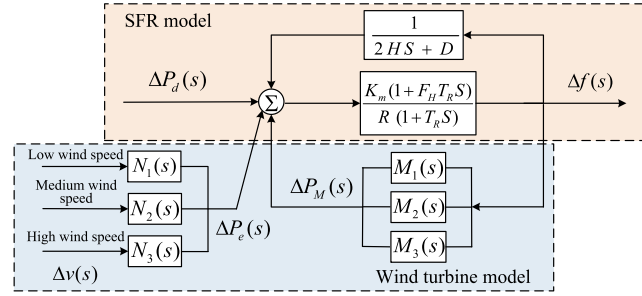 SFR model
1
2HS + D
ΔP_d(s)
Σ
K_m(1+F_H T_R S)
R (1+T_R S)
Δf(s)
Low wind speed
N_1(s)
Medium wind
speed
N_2(s)
High wind speed
N_3(s)
Δv(s)
ΔP_e(s)
ΔP_M(s)
M_1(s)
M_2(s)
M_3(s)
Wind turbine model